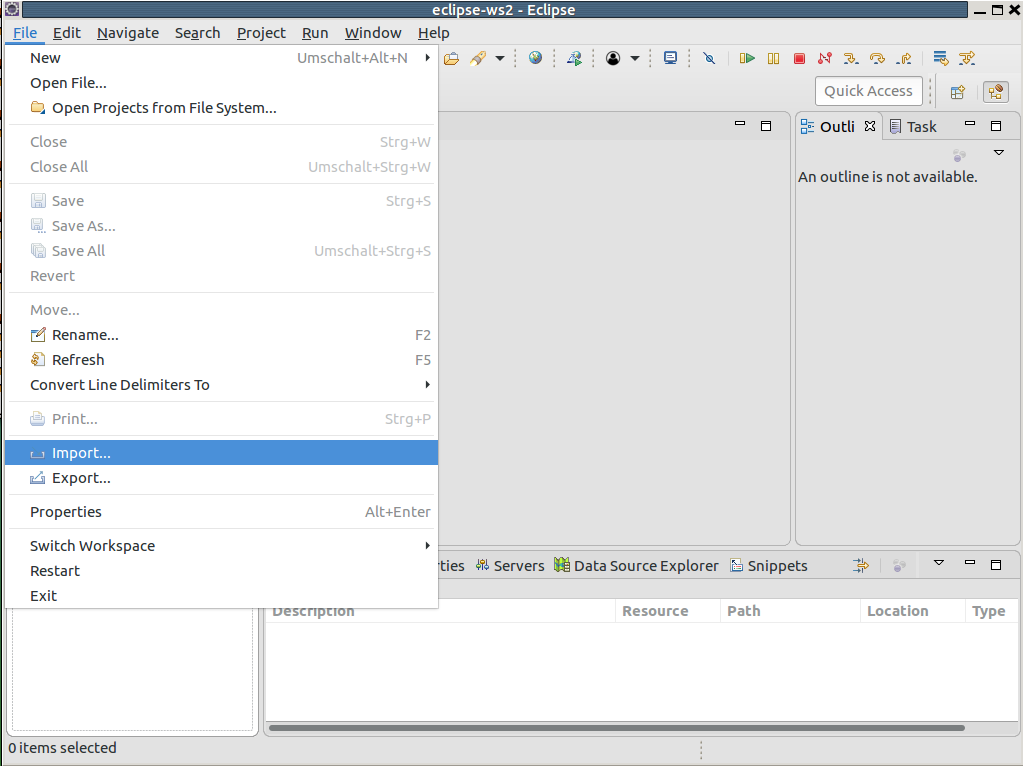 eclipse-ws2 - Eclipse
File Edit Navigate Search Project Run Window Help
New Umschalt+Alt+N
Open File...
Open Projects from File System...
Quick Access
Close Strg+W
Close All Umschalt+Strg+W
Save Strg+S
Save As...
Save All Umschalt+Strg+S
Revert
Move...
Rename... F2
Refresh F5
Convert Line Delimiters To
Print... Strg+P
Import...
Export...
Properties Alt+Enter
Switch Workspace
Restart
Exit
Outli Task
An outline is not available.
rties Servers Data Source Explorer Snippets
Description Resource Path Location Type
0 items selected